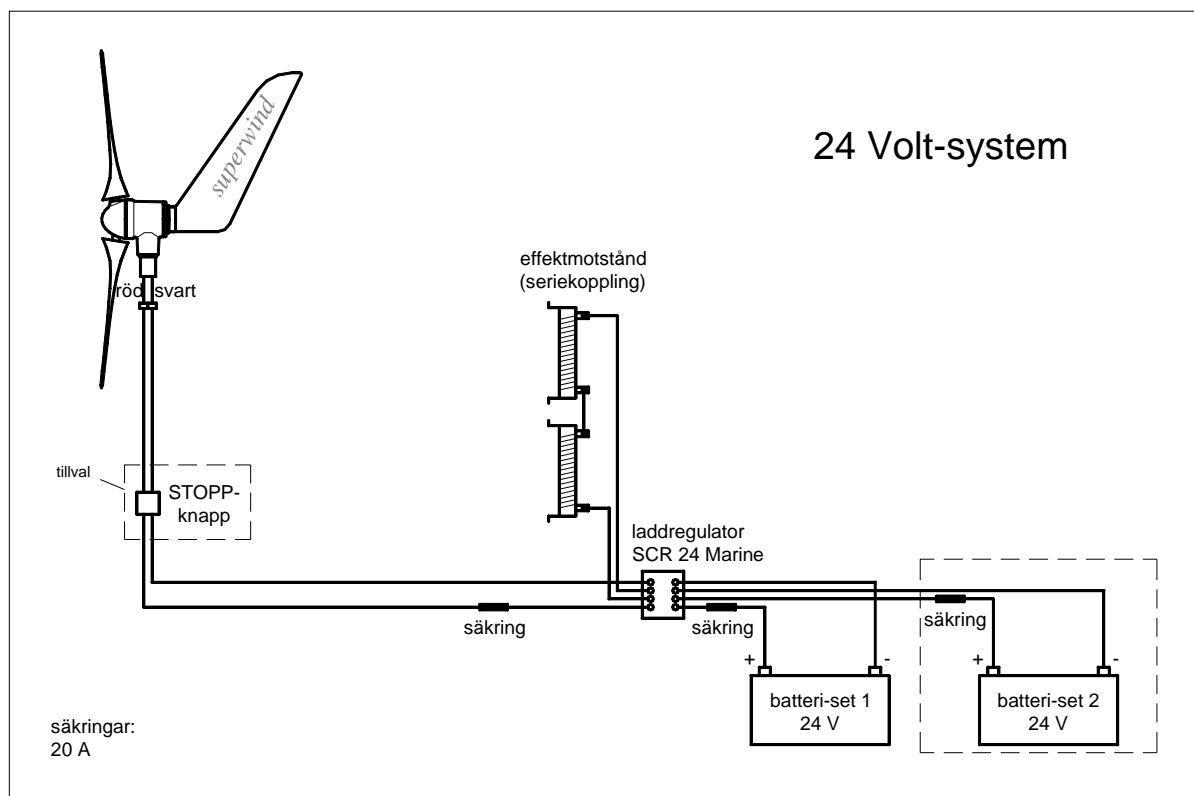 superwind
24 Volt-system
effektmotstånd
(seriekoppling)
röd svart
tillval
STOPP-
knapp
laddregulator
SCR 24 Marine
säkring
säkring
säkring
+
-
+
-
batteri-set 1
24 V
batteri-set 2
24 V
säkringar:
20 A